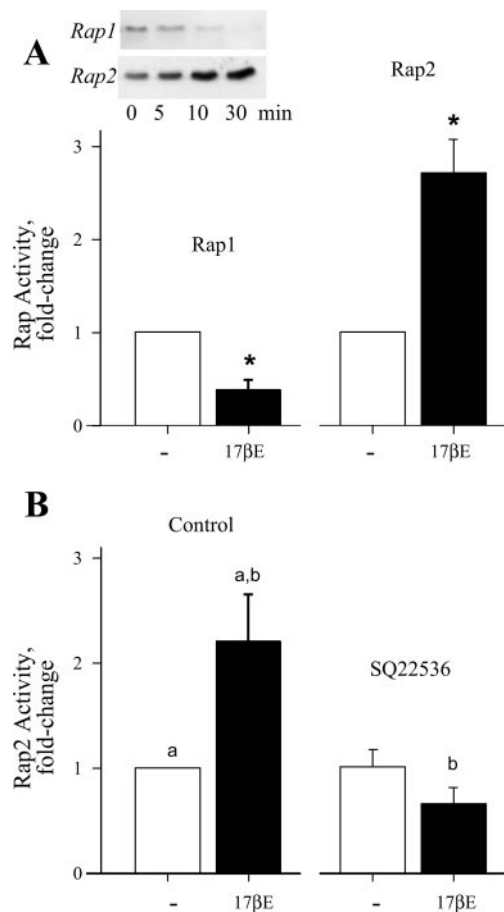 A
Rap1
Rap2
0 5 10 30 min
Rap2
Rap Activity,
fold-change
3
2
1
0
Rap1
*
*
- 17βE - 17βE
B
Control
Rap2 Activity,
fold-change
3
2
1
0
a
a,b
SQ22536
b
- 17βE - 17βE